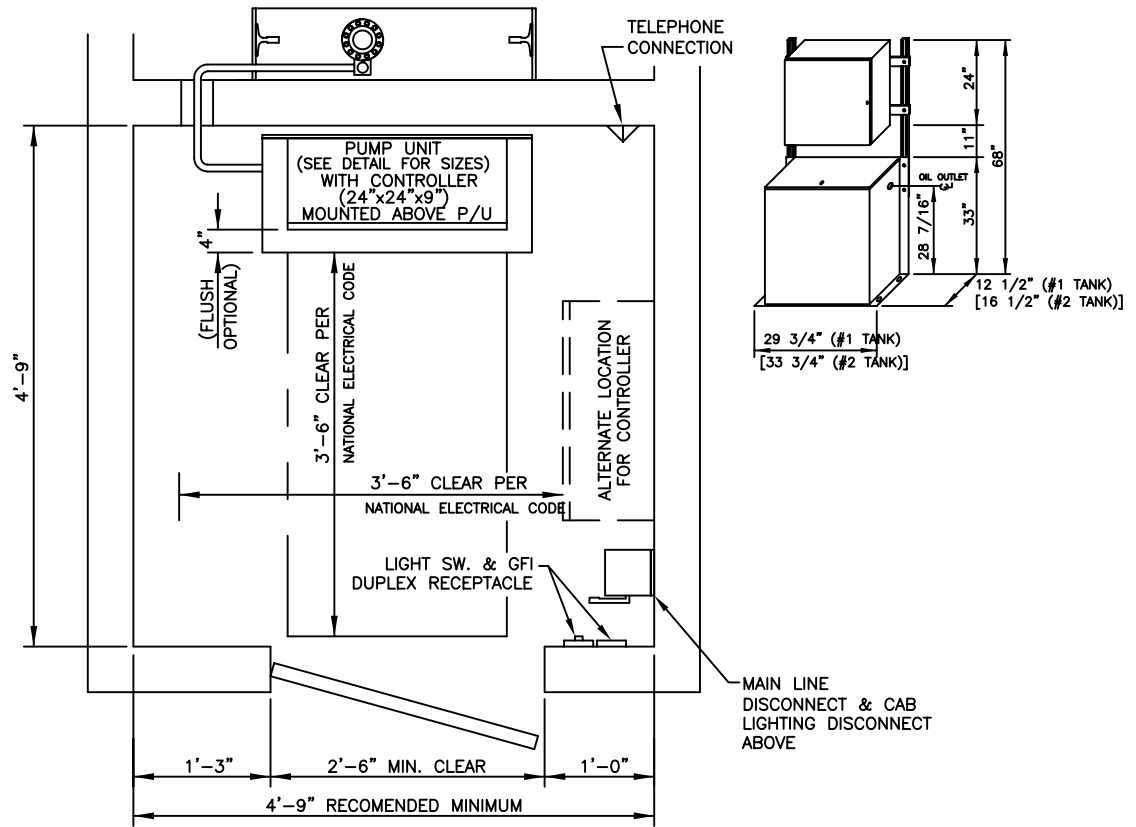 TELEPHONE
CONNECTION
PUMP UNIT
(SEE DETAIL FOR SIZES)
WITH CONTROLLER
(24"x24"x9")
MOUNTED ABOVE P/U
4"
(FLUSH
OPTIONAL)
4'-9"
3'-6" CLEAR PER
NATIONAL ELECTRICAL CODE
ALTERNATE LOCATION
FOR CONTROLLER
3'-6" CLEAR PER
NATIONAL ELECTRICAL CODE
LIGHT SW. & GFI
DUPLEX RECEPTACLE
MAIN LINE
DISCONNECT & CAB
LIGHTING DISCONNECT
ABOVE
1'-3"
2'-6" MIN. CLEAR
1'-0"
4'-9" RECOMENDED MINIMUM
24"
11"
68"
OIL OUTLET
CL
28 7/16"
33"
12 1/2" (#1 TANK)
[16 1/2" (#2 TANK)]
29 3/4" (#1 TANK)
[33 3/4" (#2 TANK)]